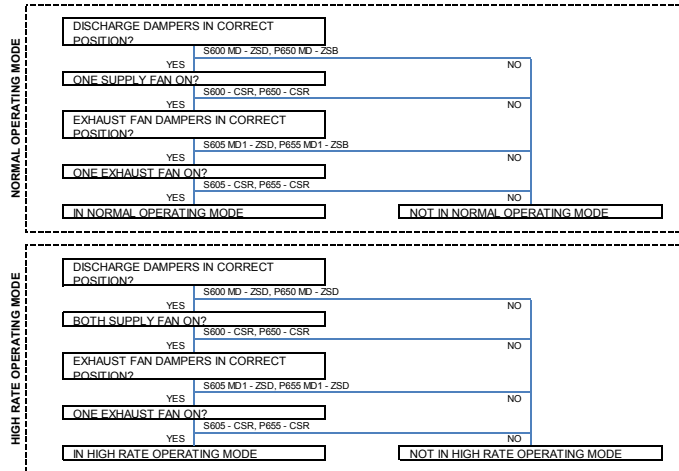 NORMAL OPERATING MODE
DISCHARGE DAMPERS IN CORRECT
POSITION?
S600 MD - ZSD, P650 MD - ZSB
YES
NO
ONE SUPPLY FAN ON?
S600 - CSR, P650 - CSR
YES
NO
EXHAUST FAN DAMPERS IN CORRECT
POSITION?
S605 MD1 - ZSD, P655 MD1 - ZSB
YES
NO
ONE EXHAUST FAN ON?
S605 - CSR, P655 - CSR
YES
NO
IN NORMAL OPERATING MODE
NOT IN NORMAL OPERATING MODE
HIGH RATE OPERATING MODE
DISCHARGE DAMPERS IN CORRECT
POSITION?
S600 MD - ZSD, P650 MD - ZSD
YES
NO
BOTH SUPPLY FAN ON?
S600 - CSR, P650 - CSR
YES
NO
EXHAUST FAN DAMPERS IN CORRECT
POSITION?
S605 MD1 - ZSD, P655 MD1 - ZSD
YES
NO
ONE EXHAUST FAN ON?
S605 - CSR, P655 - CSR
YES
NO
IN HIGH RATE OPERATING MODE
NOT IN HIGH RATE OPERATING MODE